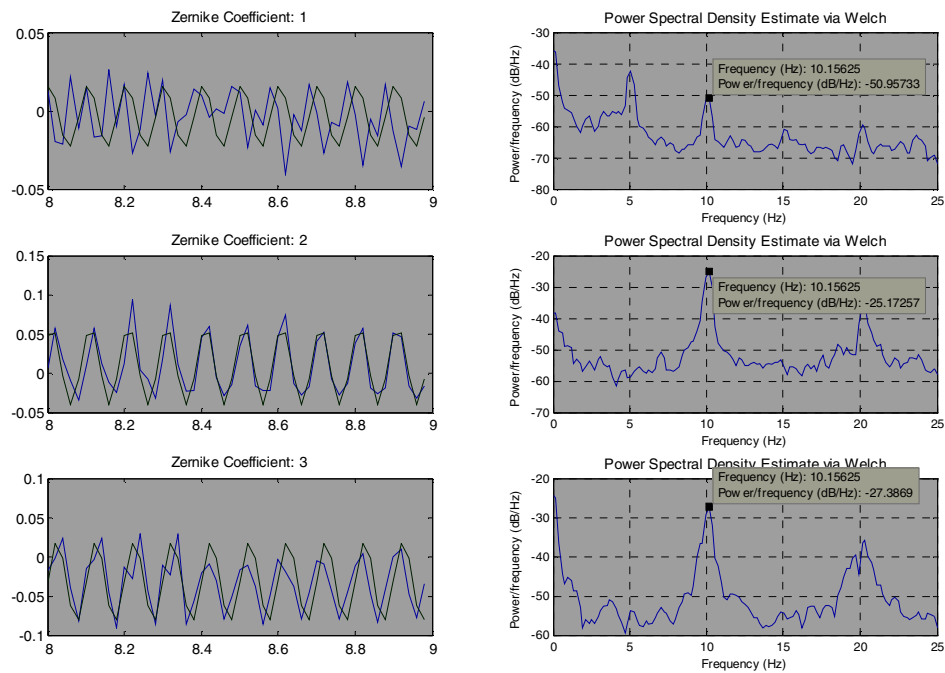 Zernike Coefficient: 1
0.05
0
-0.05
8 8.2 8.4 8.6 8.8 9
Power Spectral Density Estimate via Welch
Power/frequency (dB/Hz)
-30
-40
-50
-60
-70
-80
Frequency (Hz): 10.15625
Power/frequency (dB/Hz): -50.95733
0 5 10 15 20 25
Frequency (Hz)
Zernike Coefficient: 2
0.15
0.1
0.05
0
-0.05
8 8.2 8.4 8.6 8.8 9
Power Spectral Density Estimate via Welch
Power/frequency (dB/Hz)
-20
-30
-40
-50
-60
-70
Frequency (Hz): 10.15625
Power/frequency (dB/Hz): -25.17257
0 5 10 15 20 25
Frequency (Hz)
Zernike Coefficient: 3
0.1
0.05
0
-0.05
-0.1
8 8.2 8.4 8.6 8.8 9
Power Spectral Density Estimate via Welch
Power/frequency (dB/Hz)
-20
-30
-40
-50
-60
Frequency (Hz): 10.15625
Power/frequency (dB/Hz): -27.3869
0 5 10 15 20 25
Frequency (Hz)